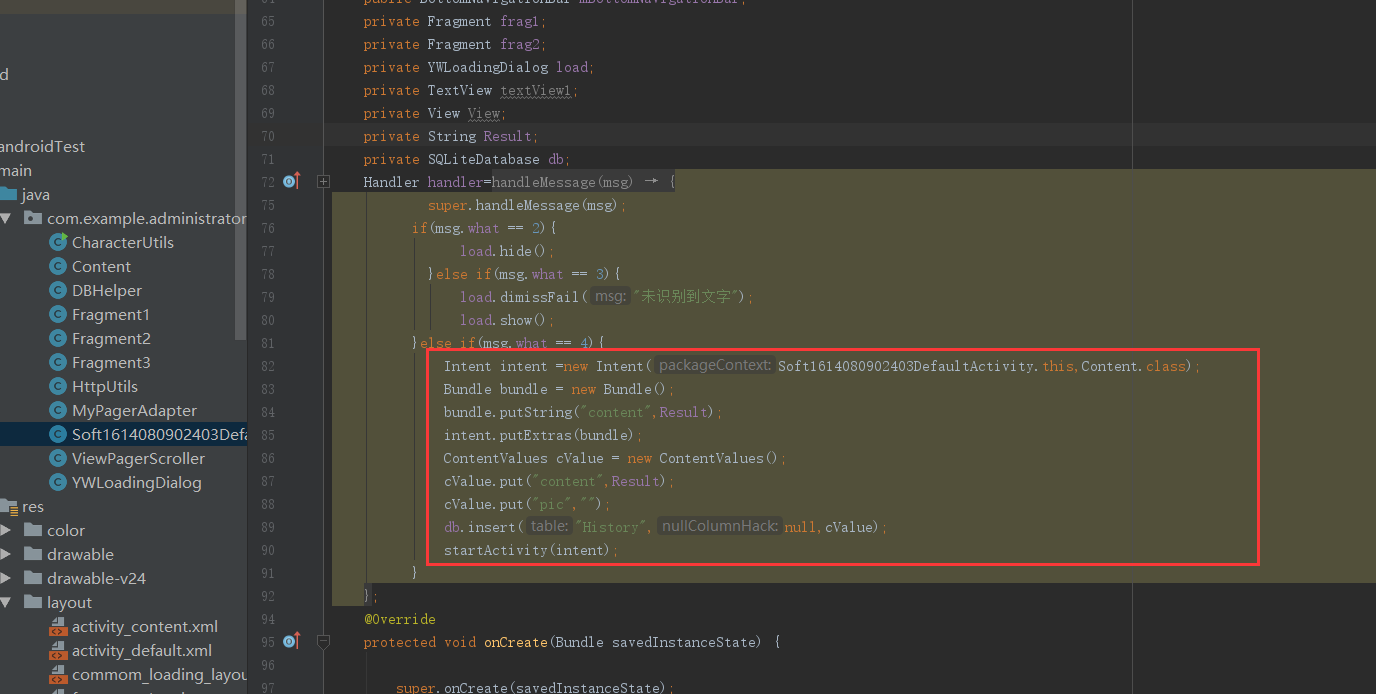 d
androidTest
main
java
com.example.administrator
CharacterUtils
Content
DBHelper
Fragment1
Fragment2
Fragment3
HttpUtils
MyPagerAdapter
Soft1614080902403Defa
ViewPagerScroller
YWLoadingDialog
res
color
drawable
drawable-v24
layout
activity_content.xml
activity_default.xml
commom_loading_layou
65 private Fragment frag1;
66 private Fragment frag2;
67 private YWLoadingDialog load;
68 private TextView textView1;
69 private View View;
70 private String Result;
71 private SQLiteDatabase db;
72 Handler handler=handleMessage(msg) → {
75 super.handleMessage(msg);
76 if(msg.what == 2){
77 load.hide();
78 }else if(msg.what == 3){
79 load.dimissFail( msg: "未识别到文字");
80 load.show();
81 }else if(msg.what == 4){
82 Intent intent =new Intent( packageContext: Soft1614080902403DefaultActivity.this,Content.class);
83 Bundle bundle = new Bundle();
84 bundle.putString("content",Result);
85 intent.putExtras(bundle);
86 ContentValues cValue = new ContentValues();
87 cValue.put("content",Result);
88 cValue.put("pic","");
89 db.insert( table: "History", nullColumnHack: null,cValue);
90 startActivity(intent);
91 }
92 };
94 @Override
95 protected void onCreate(Bundle savedInstanceState) {
96
97 super.onCreate(savedInstanceState);